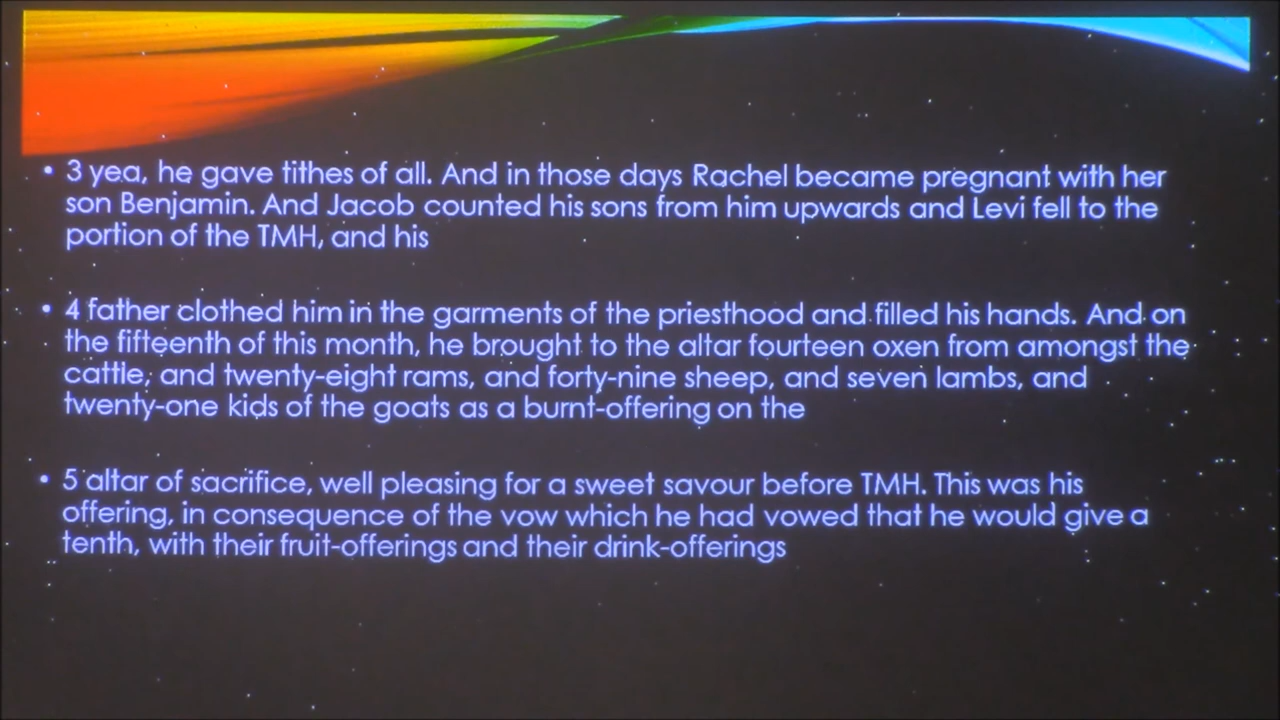 • 3 yea, he gave tithes of all. And in those days Rachel became pregnant with her
son Benjamin. And Jacob counted his sons from him upwards and Levi fell to the
portion of the TMH, and his
• 4 father clothed him in the garments of the priesthood and filled his hands. And on
the fifteenth of this month, he brought to the altar fourteen oxen from amongst the
cattle, and twenty-eight rams, and forty-nine sheep, and seven lambs, and
twenty-one kids of the goats as a burnt-offering on the
• 5 altar of sacrifice, well pleasing for a sweet savour before TMH. This was his
offering, in consequence of the vow which he had vowed that he would give a
tenth, with their fruit-offerings and their drink-offerings